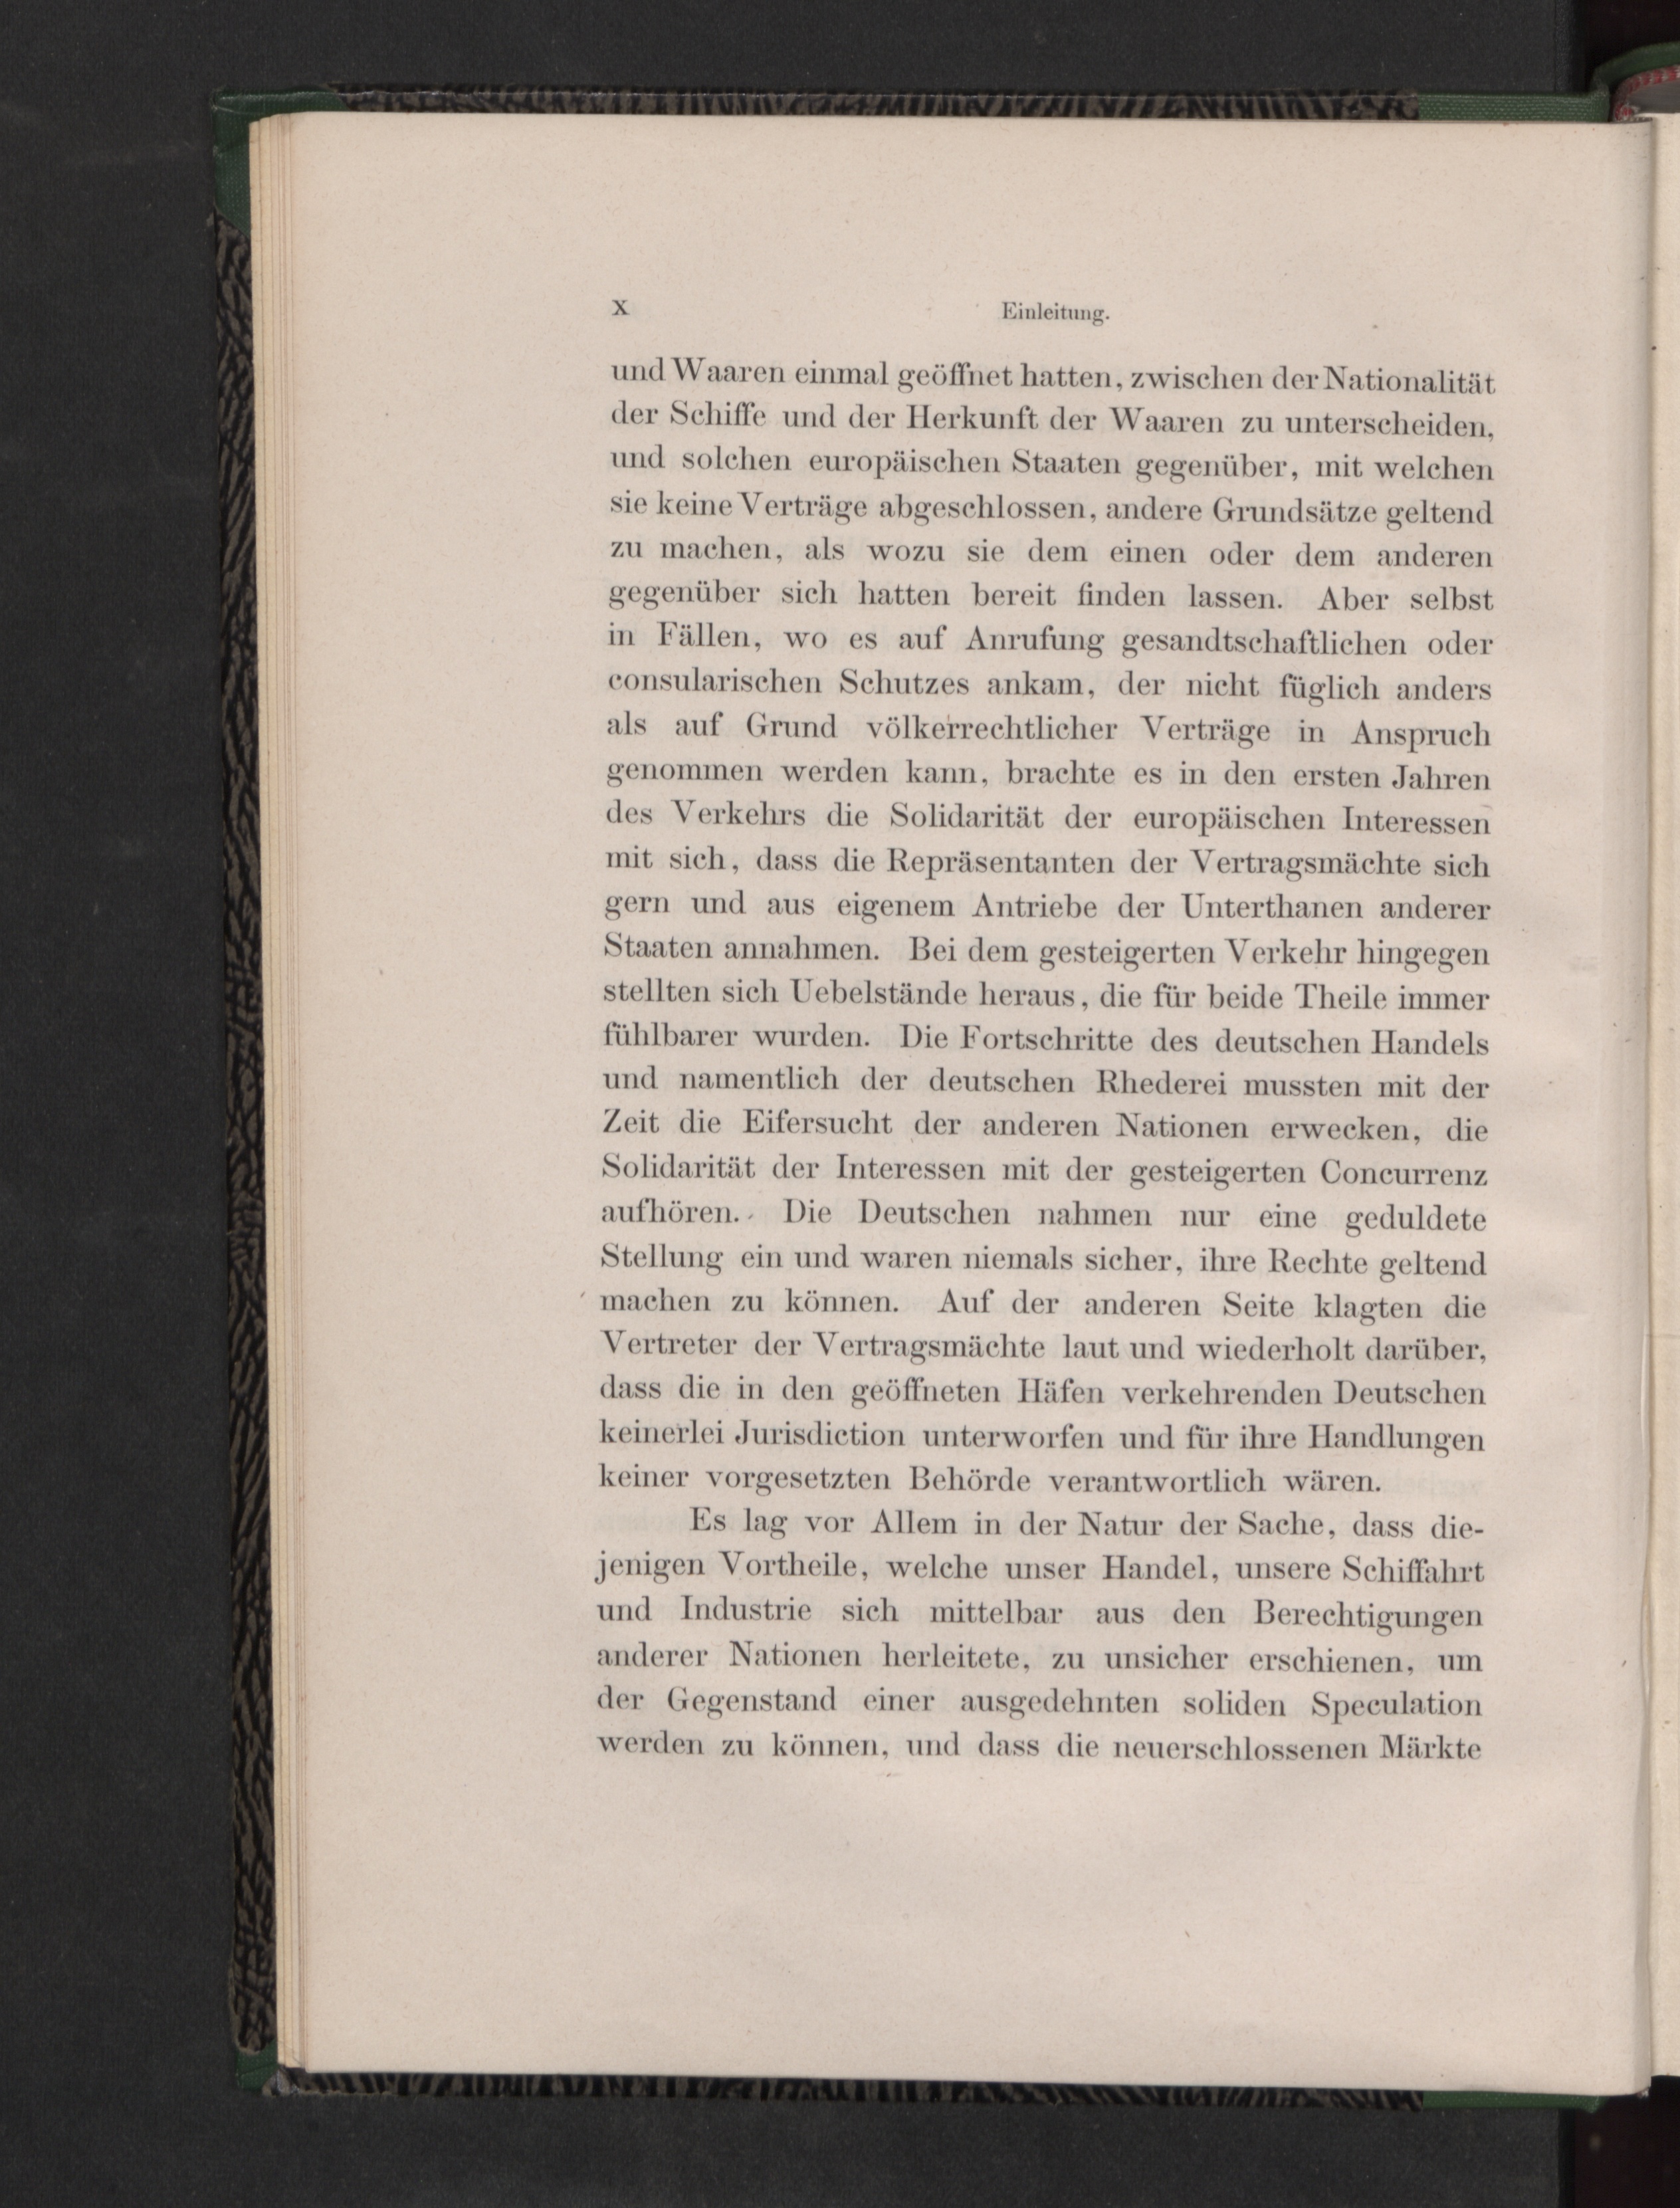 X Einleitung.
und Waaren einmal geöffnet hatten, zwischen der Nationalität
der Schiffe und der Herkunft der Waaren zu unterscheiden,
und solchen europäischen Staaten gegenüber, mit welchen
sie keine Verträge abgeschlossen, andere Grundsätze geltend
zu machen, als wozu sie dem einen oder dem anderen
gegenüber sich hatten bereit finden lassen. Aber selbst
in Fällen, wo es auf Anrufung gesandtschaftlichen oder
consularischen Schutzes ankam, der nicht füglich anders
als auf Grund völkerrechtlicher Verträge in Anspruch
genommen werden kann, brachte es in den ersten Jahren
des Verkehrs die Solidarität der europäischen Interessen
mit sich, dass die Repräsentanten der Vertragsmächte sich
gern und aus eigenem Antriebe der Unterthanen anderer
Staaten annahmen. Bei dem gesteigerten Verkehr hingegen
stellten sich Uebelstände heraus, die für beide Theile immer
fühlbarer wurden. Die Fortschritte des deutschen Handels
und namentlich der deutschen Rhederei mussten mit der
Zeit die Eifersucht der anderen Nationen erwecken, die
Solidarität der Interessen mit der gesteigerten Concurrenz
aufhören. Die Deutschen nahmen nur eine geduldete
Stellung ein und waren niemals sicher, ihre Rechte geltend
machen zu können. Auf der anderen Seite klagten die
Vertreter der Vertragsmächte laut und wiederholt darüber,
dass die in den geöffneten Häfen verkehrenden Deutschen
keinerlei Jurisdiction unterworfen und für ihre Handlungen
keiner vorgesetzten Behörde verantwortlich wären.
Es lag vor Allem in der Natur der Sache, dass die-
jenigen Vortheile, welche unser Handel, unsere Schiffahrt
und Industrie sich mittelbar aus den Berechtigungen
anderer Nationen herleitete, zu unsicher erschienen, um
der Gegenstand einer ausgedehnten soliden Speculation
werden zu können, und dass die neuerschlossenen Märkte